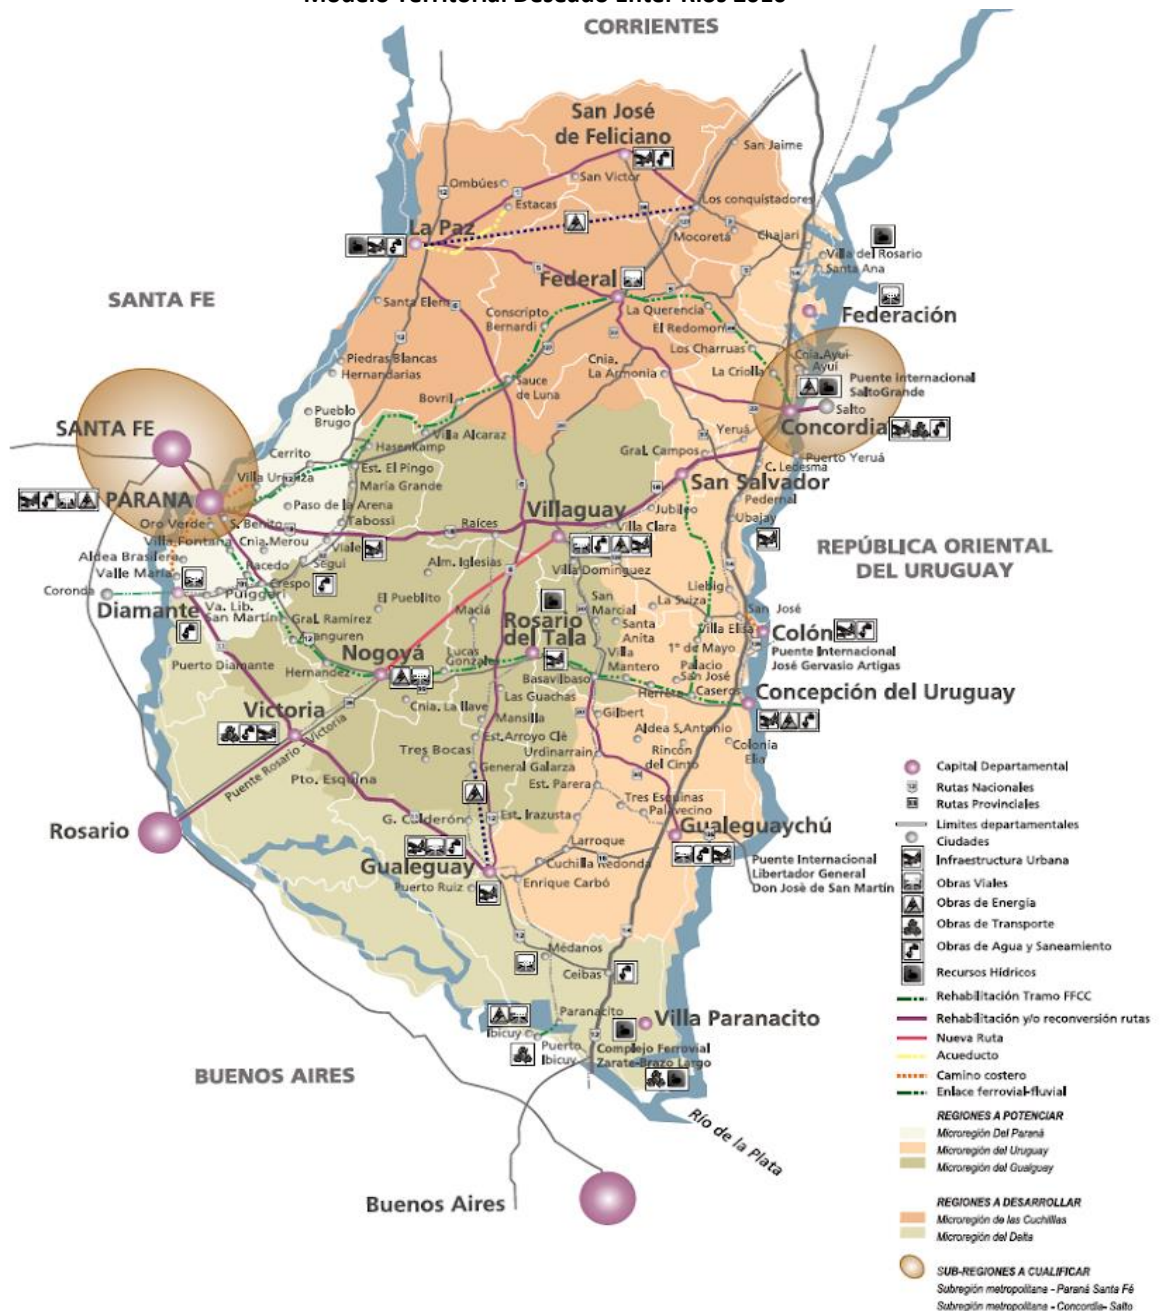 Modelo Territorial Deseado Enter Ríos 2016
CORRIENTES
San José
de Feliciano
San Jaime
Ombúes
San Víctor
Estacas
Los conquistadores
La Paz
Mocoretá
Chajarí
Villa del Rosario
Santa Ana
Federal
SANTA FE
Santa Elena
Conscripto
Bernardi
La Querencia
Federación
El Redomón
Los Charruas
Cnia. Ayuí
Ayuí
Piedras Blancas
Hernandarias
Cnia.
La Armonia
La Criolla
Puente Internacional
SaltoGrande
Sauce
de Luna
Salto
Bovril
Pueblo
Brugo
Concordia
SANTA FE
Villa Alcaraz
Yeruá
Hasenkamp
Cerrito
Gral. Campos
Puerto Yeruá
Est. El Pingo
C. Ledesma
Villa Urquiza
María Grande
San Salvador
PARANA
Pedernal
Paso de la Arena
Villaguay
Jubileo
Ubajay
Oro Verde
S. Benito
Tabossi
Raíces
Villa Clara
Villa Fontana
Cnia.Merou
Viale
REPÚBLICA ORIENTAL
DEL URUGUAY
Aldea Brasilera
Racedo
Seguí
Alm. Iglesias
Villa Domínguez
Valle María
Crespo
Liebig
Coronda
Puiggari
El Pueblito
San
Marcial
La Suiza
Diamante
Va. Lib.
San Martín
Gral. Ramírez
Maciá
Rosario
del Tala
Santa
Anita
San José
Villa Elisa
Colón
Aranguren
1° de Mayo
Puente Internacional
José Gervasio Artigas
Puerto Diamante
Nogoyá
Lucas
Gonzalez
Villa
Mantero
Palacio
San José
Hernandez
Basavilbaso
Herrera
Caseros
Concepción del Uruguay
Las Guachas
Victoria
Cnia. La llave
Gilbert
Mansilla
Aldea S.Antonio
Puente Rosario - Victoria
Est.Arroyo Clé
Colonia
Elia
Tres Bocas
Urdinarrain
Rincón
del Cinto
General Galarza
Pto. Esquina
Est. Parera
Tres Esquinas
Palavecino
Rosario
G. Calderón
Est. Irazusta
Gualeguaychú
Larroque
Gualeguay
Cuchilla Redonda
Puente Internacional
Libertador General
Don Josè de San Martín
Puerto Ruiz
Enrique Carbó
Médanos
Ceibas
Paranacito
Villa Paranacito
Ibicuy
Puerto
Ibicuy
Complejo Ferrovial
Zarate-Brazo Largo
BUENOS AIRES
Río de la Plata
Buenos Aires
Capital Departamental
Rutas Nacionales
Rutas Provinciales
Limites departamentales
Ciudades
Infraestructura Urbana
Obras Viales
Obras de Energía
Obras de Transporte
Obras de Agua y Saneamiento
Recursos Hídricos
Rehabilitación Tramo FFCC
Rehabilitación y/o reconversión rutas
Nueva Ruta
Acueducto
Camino costero
Enlace ferrovial-fluvial
REGIONES A POTENCIAR
Microregión Del Paraná
Microregión del Uruguay
Microregión del Gualguay
REGIONES A DESARROLLAR
Microregión de las Cuchillas
Microregión del Delta
SUB-REGIONES A CUALIFICAR
Subregión metropolitana - Paraná Santa Fé
Subregión metropolitana - Concordia- Salto